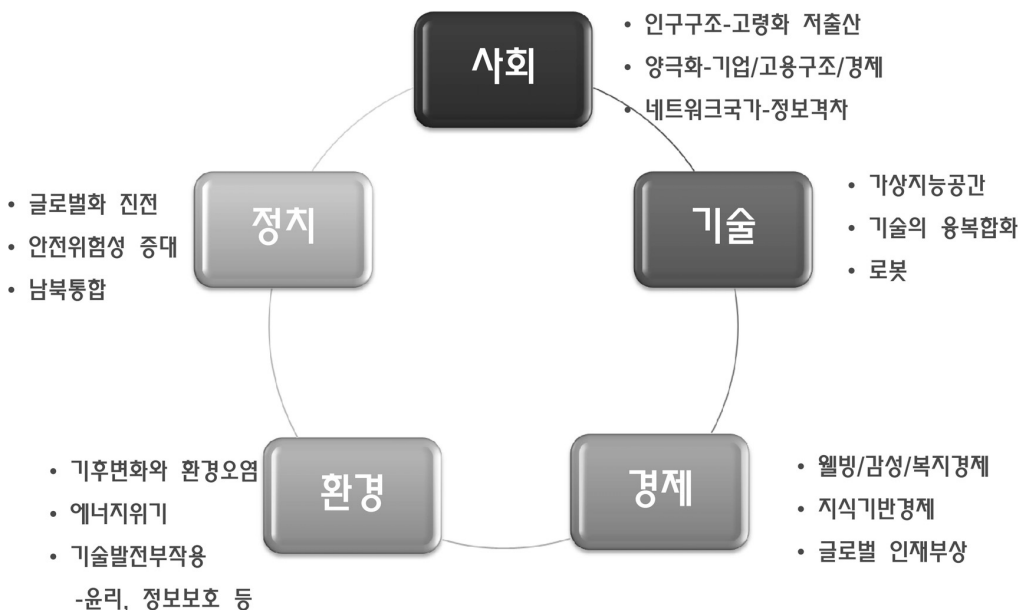 사회
• 인구구조-고령화 저출산
• 양극화-기업/고용구조/경제
• 네트워크국가-정보격차
기술
• 가상지능공간
• 기술의 융복합화
• 로봇
경제
• 웰빙/감성/복지경제
• 지식기반경제
• 글로벌 인재부상
환경
• 기후변화와 환경오염
• 에너지위기
• 기술발전부작용
-윤리, 정보보호 등
정치
• 글로벌화 진전
• 안전위험성 증대
• 남북통합